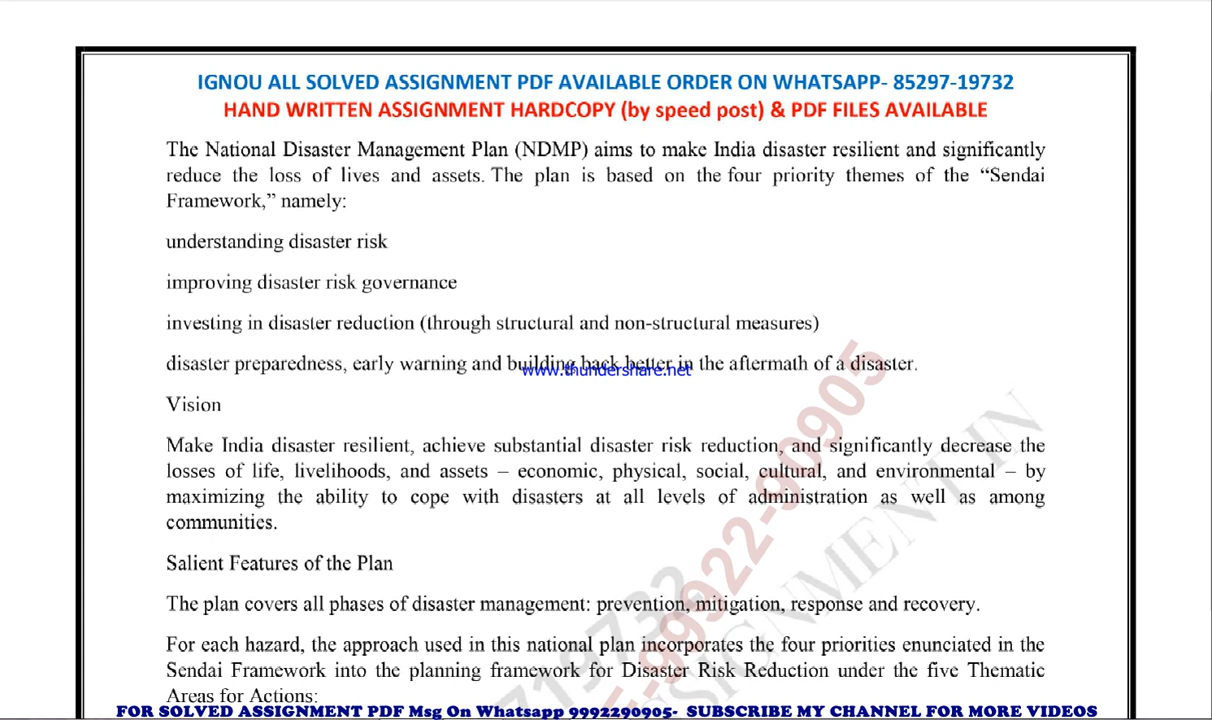 IGNOU ALL SOLVED ASSIGNMENT PDF AVAILABLE ORDER ON WHATSAPP- 85297-19732
HAND WRITTEN ASSIGNMENT HARDCOPY (by speed post) & PDF FILES AVAILABLE
The National Disaster Management Plan (NDMP) aims to make India disaster resilient and significantly
reduce the loss of lives and assets. The plan is based on the four priority themes of the “Sendai
Framework,” namely:
understanding disaster risk
improving disaster risk governance
investing in disaster reduction (through structural and non-structural measures)
disaster preparedness, early warning and building back better in the aftermath of a disaster.
www.thundershare.net
Vision
Make India disaster resilient, achieve substantial disaster risk reduction, and significantly decrease the
losses of life, livelihoods, and assets – economic, physical, social, cultural, and environmental – by
maximizing the ability to cope with disasters at all levels of administration as well as among
communities.
Salient Features of the Plan
The plan covers all phases of disaster management: prevention, mitigation, response and recovery.
For each hazard, the approach used in this national plan incorporates the four priorities enunciated in the
Sendai Framework into the planning framework for Disaster Risk Reduction under the five Thematic
Areas for Actions:
719732
-99922-90905
SIGNMENT IN
FOR SOLVED ASSIGNMENT PDF Msg On Whatsapp 9992290905- SUBSCRIBE MY CHANNEL FOR MORE VIDEOS